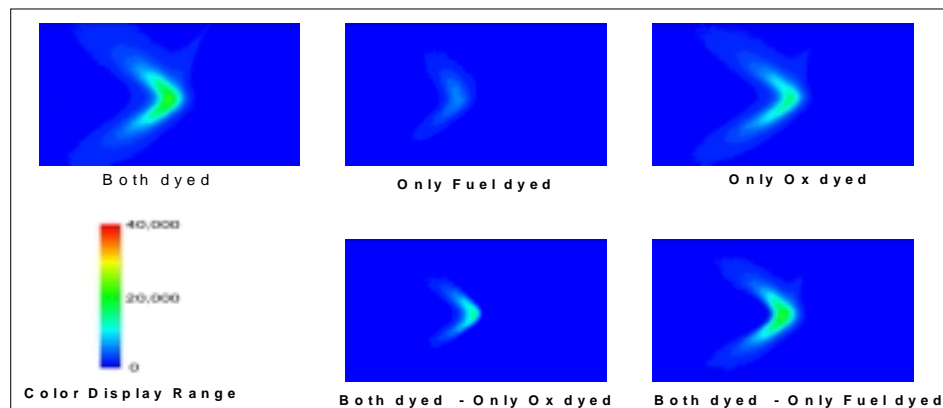 Both dyed
Only Fuel dyed
Only Ox dyed
40,000
20,000
0
Color Display Range
Both dyed - Only Ox dyed
Both dyed - Only Fuel dyed